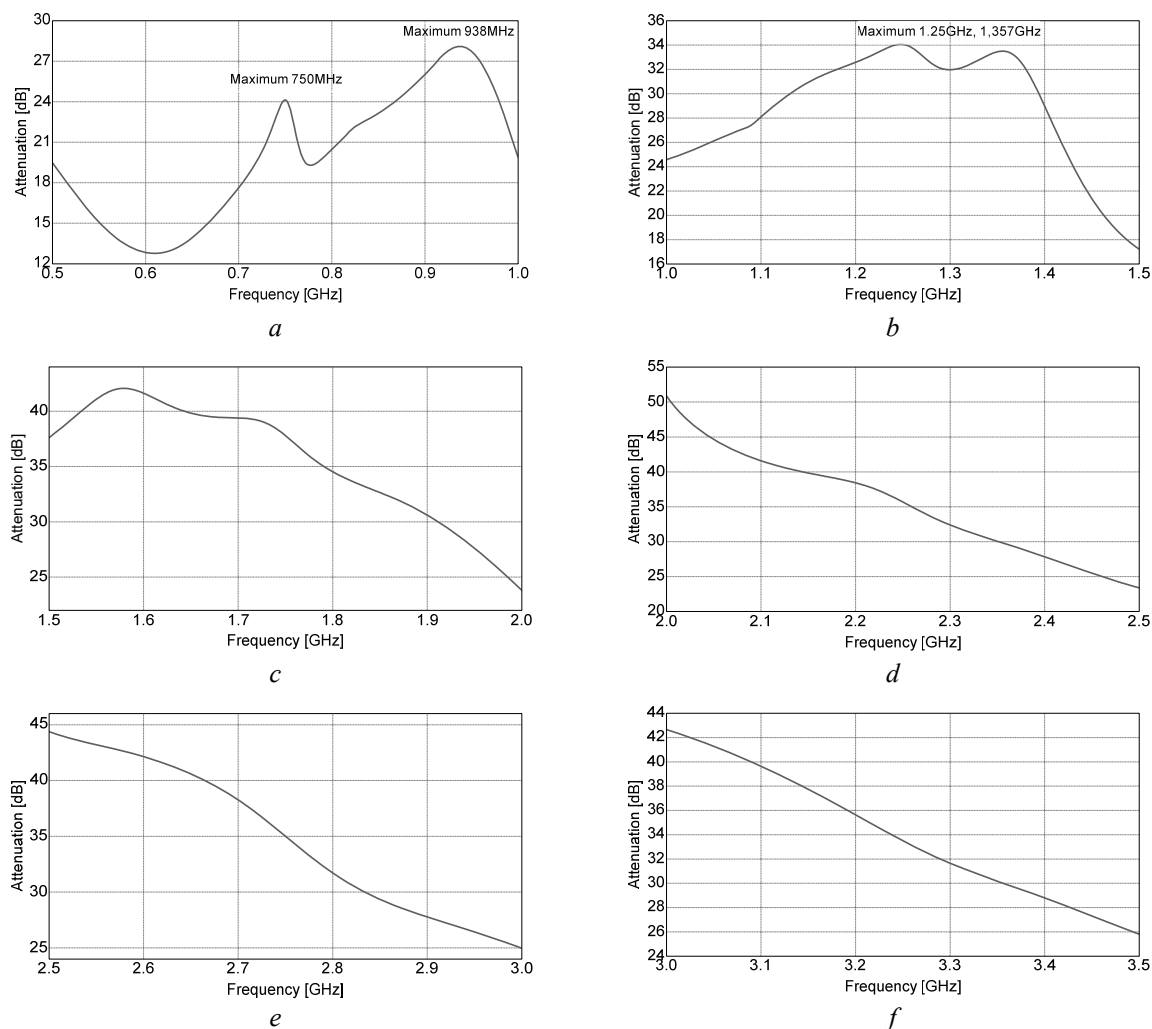 30
27
24
21
18
15
12
Attenuation [dB]
Maximum 938MHz
Maximum 750MHz
0.5 0.6 0.7 0.8 0.9 1.0
Frequency [GHz]
a
36
34
32
30
28
26
24
22
20
18
16
Attenuation [dB]
Maximum 1.25GHz, 1,357GHz
1.0 1.1 1.2 1.3 1.4 1.5
Frequency [GHz]
b
40
35
30
25
Attenuation [dB]
1.5 1.6 1.7 1.8 1.9 2.0
Frequency [GHz]
c
55
50
45
40
35
30
25
20
Attenuation [dB]
2.0 2.1 2.2 2.3 2.4 2.5
Frequency [GHz]
d
45
40
35
30
25
Attenuation [dB]
2.5 2.6 2.7 2.8 2.9 3.0
Frequency [GHz]
e
44
42
40
38
36
34
32
30
28
26
24
Attenuation [dB]
3.0 3.1 3.2 3.3 3.4 3.5
Frequency [GHz]
f